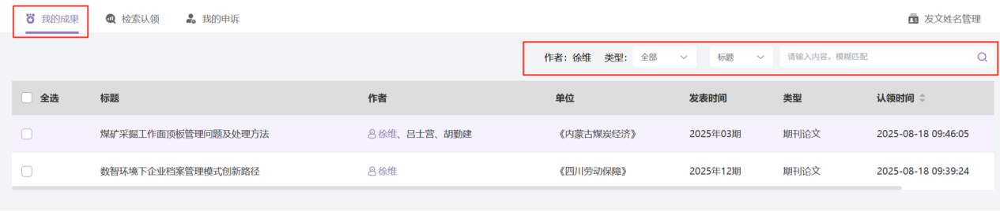 我的成果 检索认领 我的申诉 发文姓名管理
作者：徐维 类型： 全部 标题 请输入内容，模糊匹配
全选 标题 作者 单位 发表时间 类型 认领时间
煤矿采掘工作面顶板管理问题及处理方法 徐维、吕士营、胡勤建 《内蒙古煤炭经济》 2025年03期 期刊论文 2025-08-18 09:46:05
数智环境下企业档案管理模式创新路径 徐维 《四川劳动保障》 2025年12期 期刊论文 2025-08-18 09:39:24